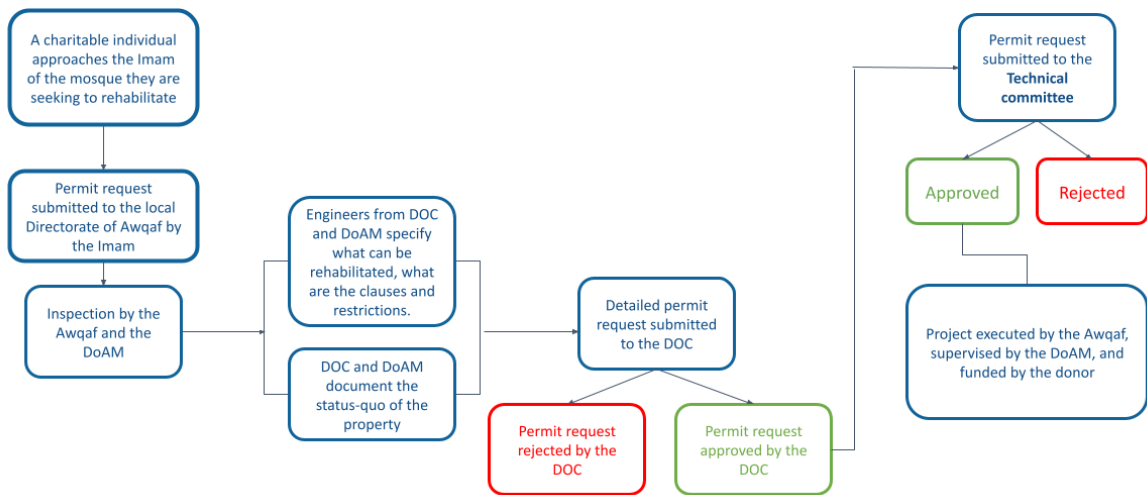 A charitable individual
approaches the Imam
of the mosque they are
seeking to rehabilitate
Permit request
submitted to the local
Directorate of Awqaf by
the Imam
Inspection by the
Awqaf and the
DoAM
Engineers from DOC
and DoAM specify
what can be
rehabilitated, what
are the clauses and
restrictions.
DOC and DoAM
document the
status-quo of the
property
Detailed permit
request submitted
to the DOC
Permit request
rejected by the
DOC
Permit request
approved by the
DOC
Permit request
submitted to the
Technical
committee
Approved
Rejected
Project executed by the Awqaf,
supervised by the DoAM, and
funded by the donor